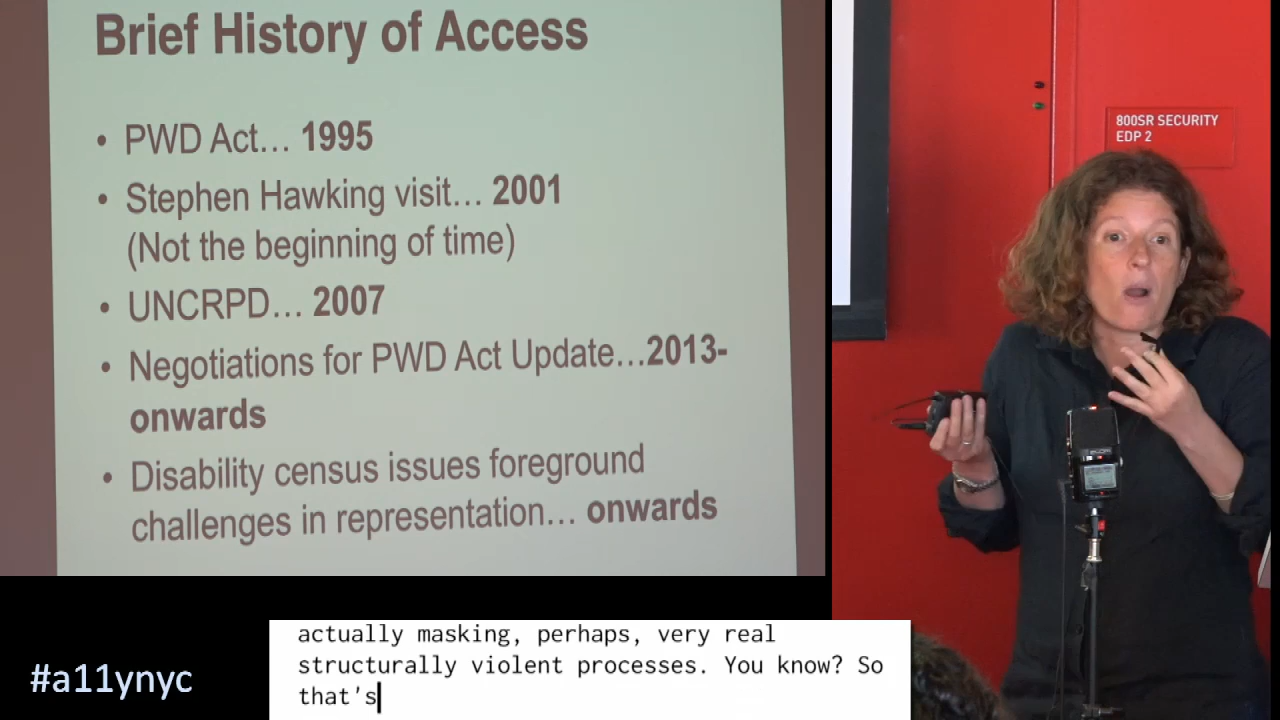 Brief History of Access
• PWD Act... 1995
• Stephen Hawking visit... 2001
(Not the beginning of time)
• UNCRPD... 2007
• Negotiations for PWD Act Update...2013-
onwards
• Disability census issues foreground
challenges in representation... onwards
800SR SECURITY
EDP 2
#a11ynyc
actually masking, perhaps, very real
structurally violent processes. You know? So
that's